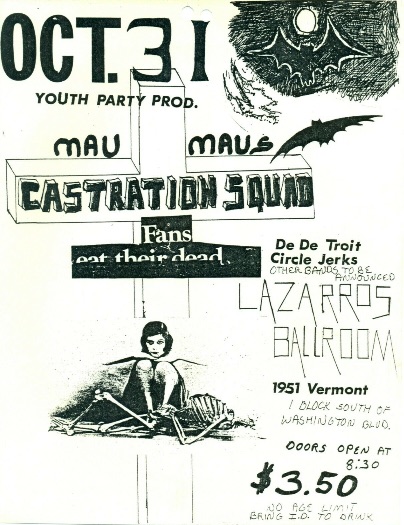 OCT. 31
YOUTH PARTY PROD.
MAU MAUS
CASTRATION SQUAD
Fans
eat their dead
De De Troit
Circle Jerks
OTHER BANDS TO BE
ANNOUNCED
LAZARROS
BALLROOM
1951 Vermont
1 BLOCK SOUTH OF
WASHINGTON BLVD.
DOORS OPEN AT
8:30
$3.50
NO AGE LIMIT
BRING I.D. TO DRINK